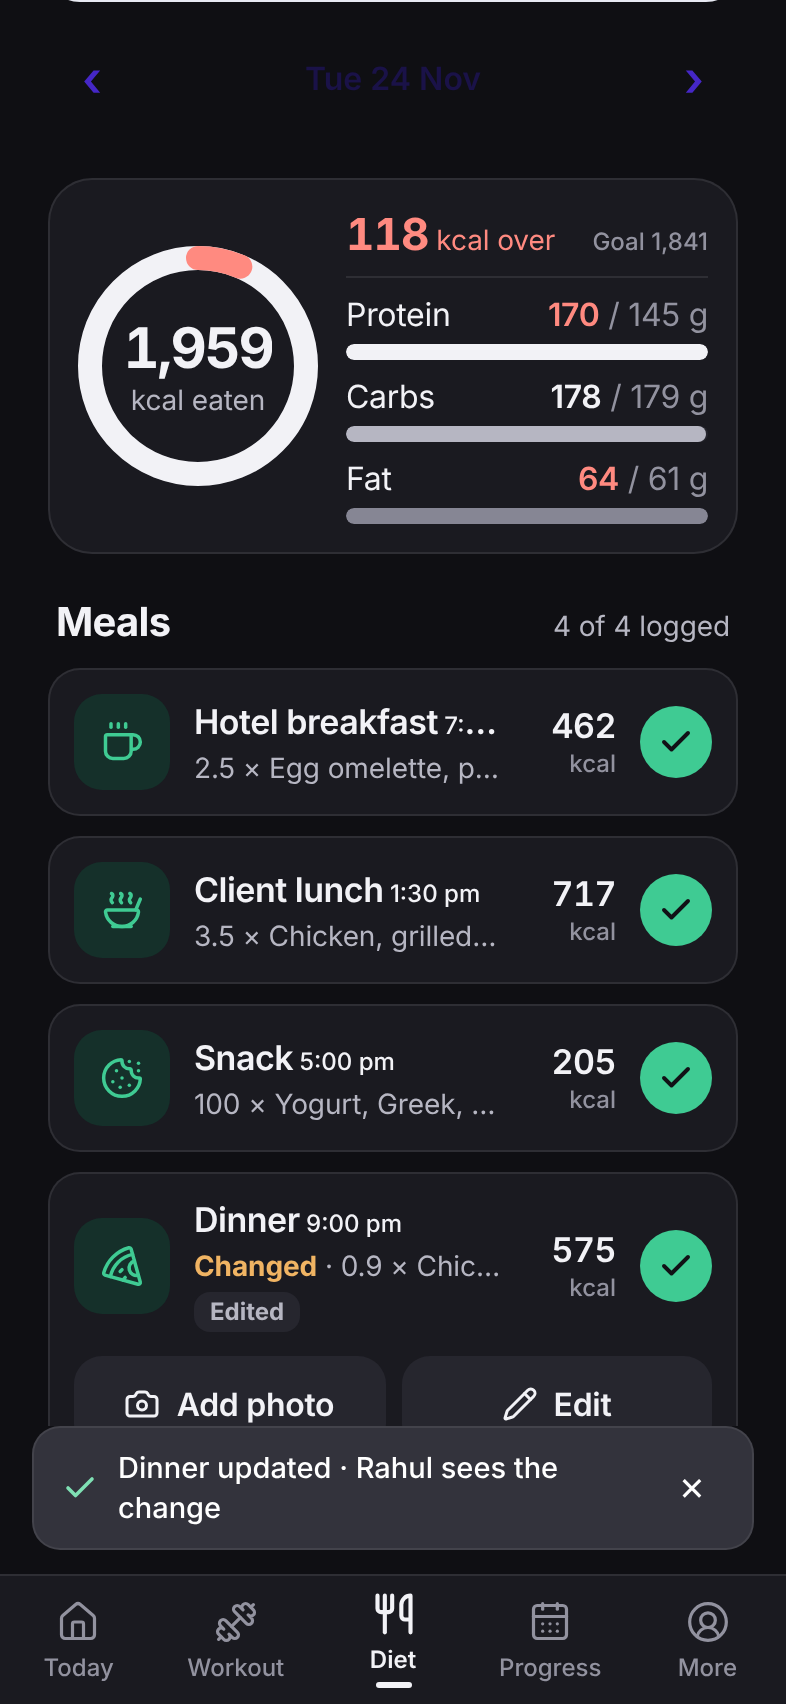 Tue 24 Nov
118 kcal over Goal 1,841
1,959
kcal eaten
Protein 170 / 145 g
Carbs 178 / 179 g
Fat 64 / 61 g
Meals 4 of 4 logged
Hotel breakfast 7:...
2.5 × Egg omelette, p...
462
kcal
Client lunch 1:30 pm
3.5 × Chicken, grilled...
717
kcal
Snack 5:00 pm
100 × Yogurt, Greek, ...
205
kcal
Dinner 9:00 pm
Changed · 0.9 × Chic...
Edited
575
kcal
Add photo
Edit
Dinner updated · Rahul sees the
change
Today
Workout
Diet
Progress
More